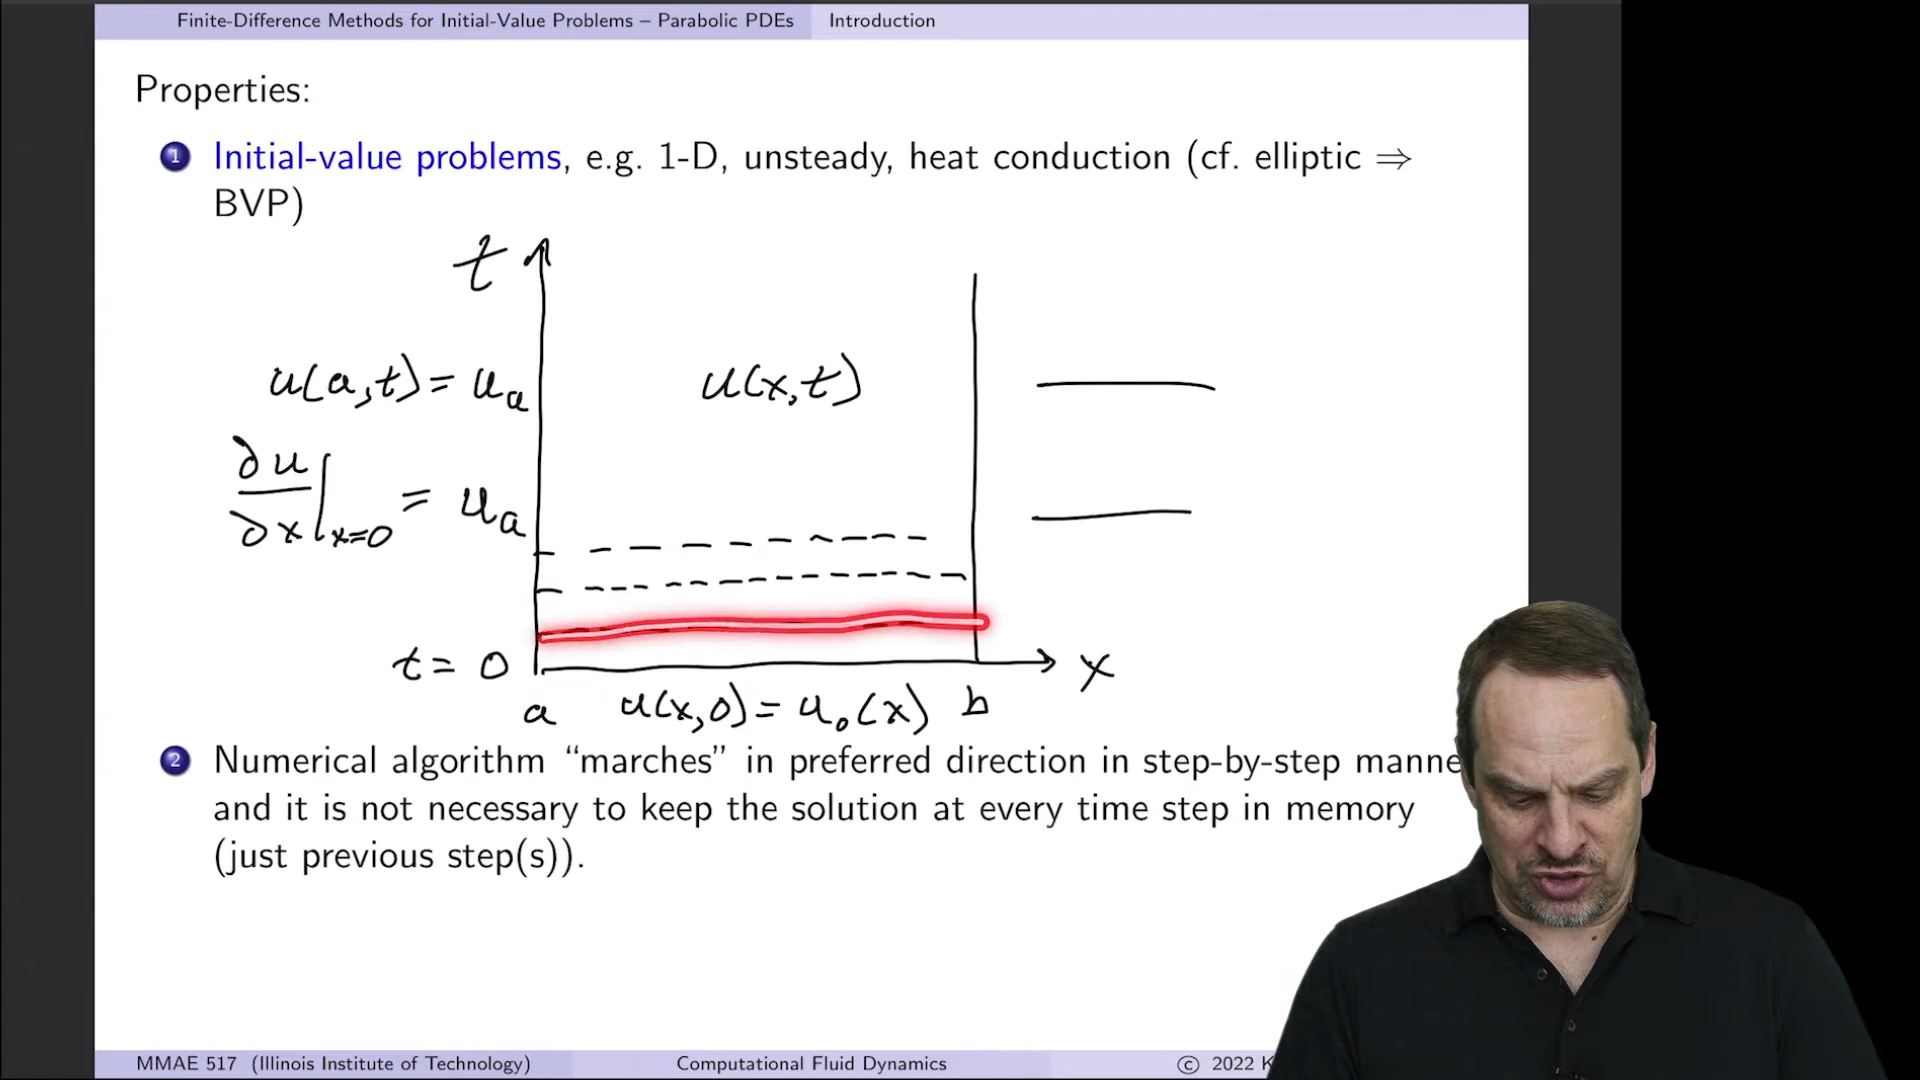 Finite-Difference Methods for Initial-Value Problems – Parabolic PDEs Introduction
Properties:
1 Initial-value problems, e.g. 1-D, unsteady, heat conduction (cf. elliptic ⇒
BVP)
t
u(a,t) = u_a
u(x,t)
∂u/∂x|_x=0 = u_a
t = 0
x
a
u(x,0) = u_0(x)
b
2 Numerical algorithm “marches” in preferred direction in step-by-step manne
and it is not necessary to keep the solution at every time step in memory
(just previous step(s)).
MMAE 517 (Illinois Institute of Technology) Computational Fluid Dynamics © 2022 K